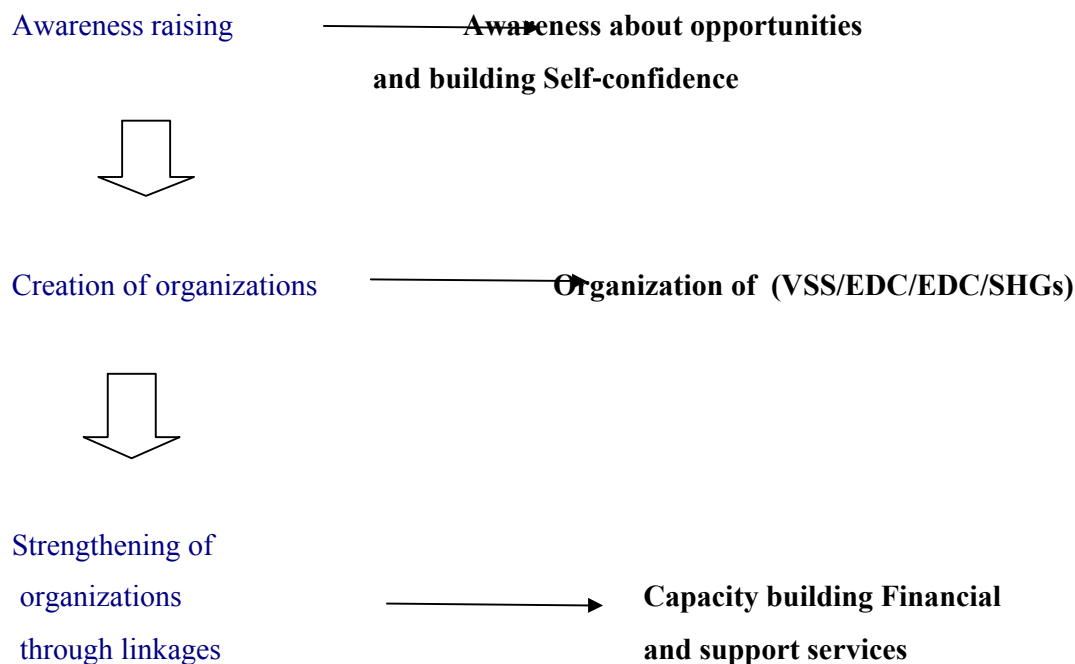 Awareness raising Awareness about opportunities
and building Self-confidence
Creation of organizations Organization of (VSS/EDC/EDC/SHGs)
Strengthening of
organizations Capacity building Financial
through linkages and support services